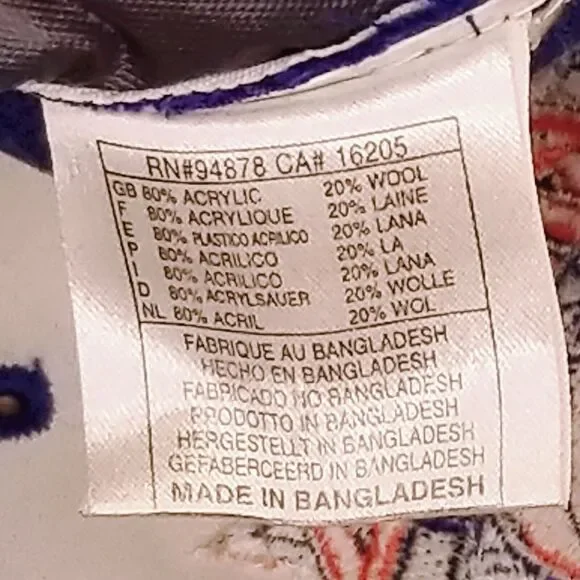 RN#94878 CA# 16205
GB 80% ACRYLIC 20% WOOL
F 80% ACRYLIQUE 20% LAINE
E 80% PLASTICO ACRILICO 20% LANA
P 80% ACRILICO 20% LA
I 80% ACRILICO 20% LANA
D 80% ACRYLSAUER 20% WOLLE
NL 80% ACRIL 20% WOL
FABRIQUE AU BANGLADESH
HECHO EN BANGLADESH
FABRICADO NO BANGLADESH
PRODOTTO IN BANGLADESH
HERGESTELLT IN BANGLADESH
GEFABERCEERD IN BANGLADESH
MADE IN BANGLADESH